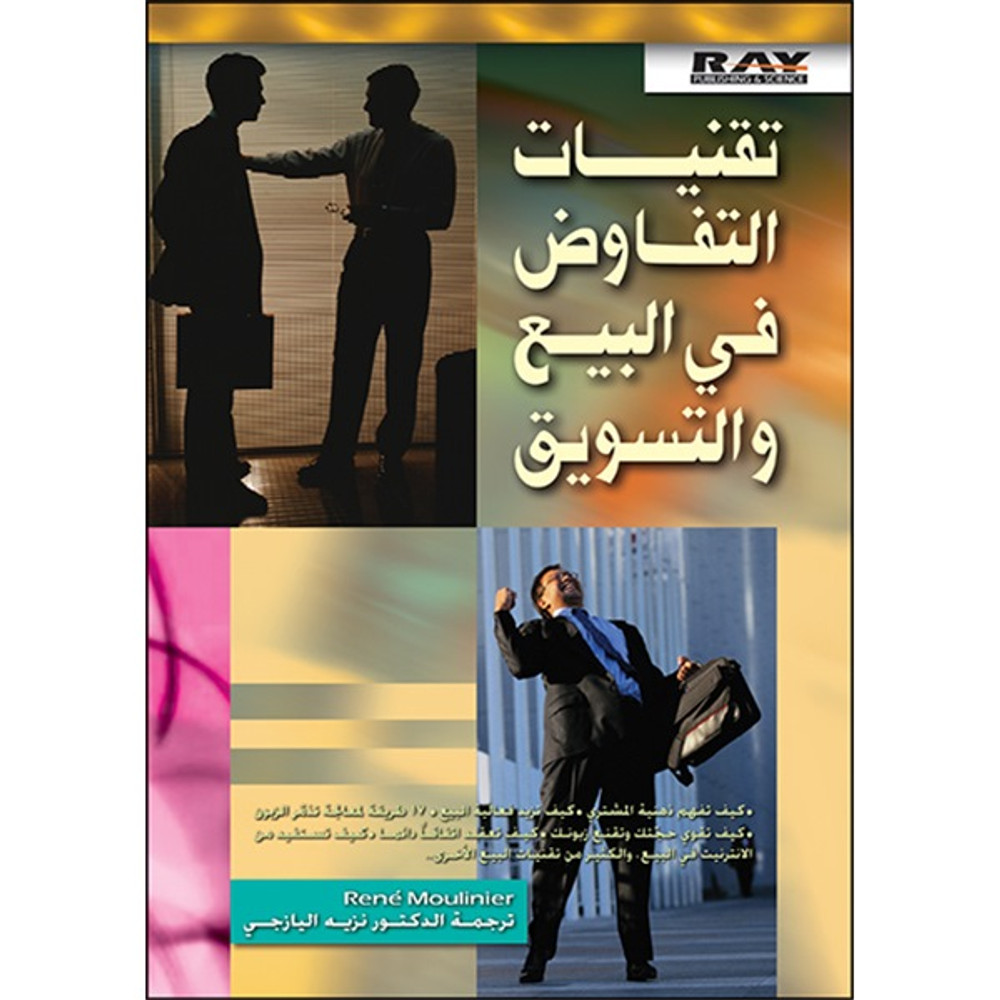 RAY
PUBLISHING & SCIENCE
تقنيات
التفاوض
في البيع
والتسويق
• كيف تفهم ذهنية المشتري • كيف تزيد فعالية البيع • ١٧ طريقة لمعالجة تذمّر الزبون
• كيف تقوي حجّتك وتقنع زبونك • كيف تعقد اتفاقاً دائماً • كيف تستفيد من
الانترنيت في البيع، والكثير من تقنيات البيع الأخرى..
René Moulinier
ترجمة الدكتور نزيه اليازجي